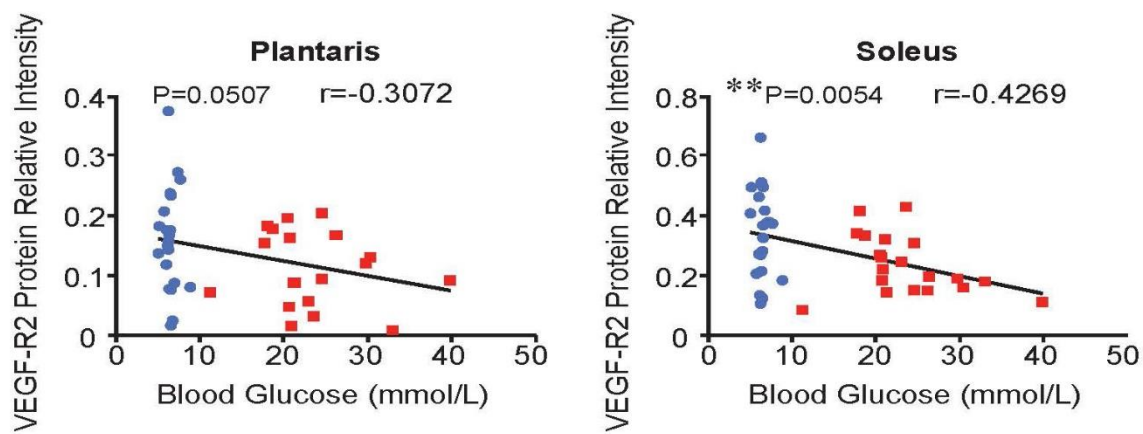 VEGF-R2 Protein Relative Intensity
Plantaris
P=0.0507 r=-0.3072
0.4
0.3
0.2
0.1
0
0 10 20 30 40 50
Blood Glucose (mmol/L)
VEGF-R2 Protein Relative Intensity
Soleus
**P=0.0054 r=-0.4269
0.8
0.6
0.4
0.2
0
0 10 20 30 40 50
Blood Glucose (mmol/L)